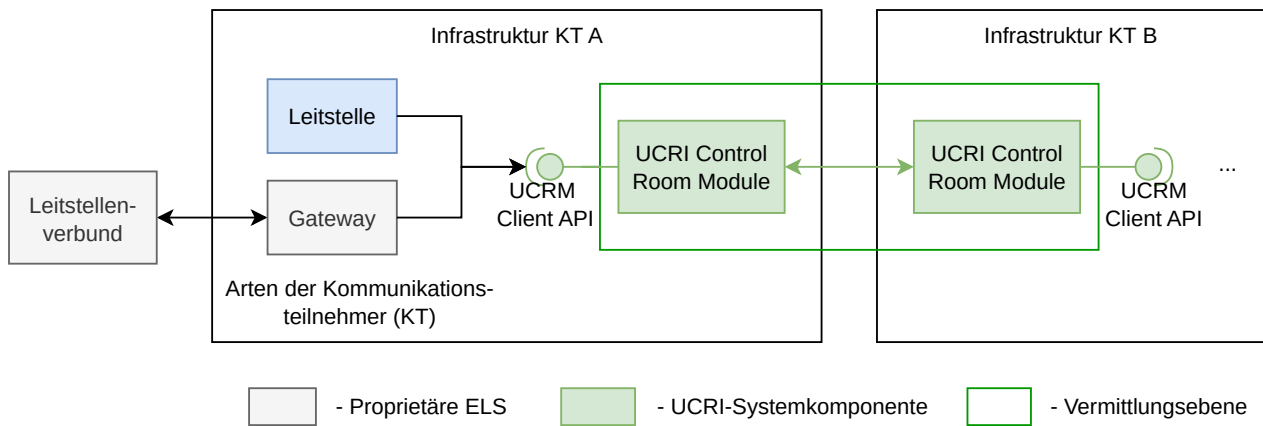 Infrastruktur KT A
Infrastruktur KT B
Leitstelle
UCRI Control
Room Module
UCRI Control
Room Module
...
UCRM
Client API
UCRM
Client API
Leitstellen-
verbund
Gateway
Arten der Kommunikations-
teilnehmer (KT)
- Proprietäre ELS
- UCRI-Systemkomponente
- Vermittlungsebene